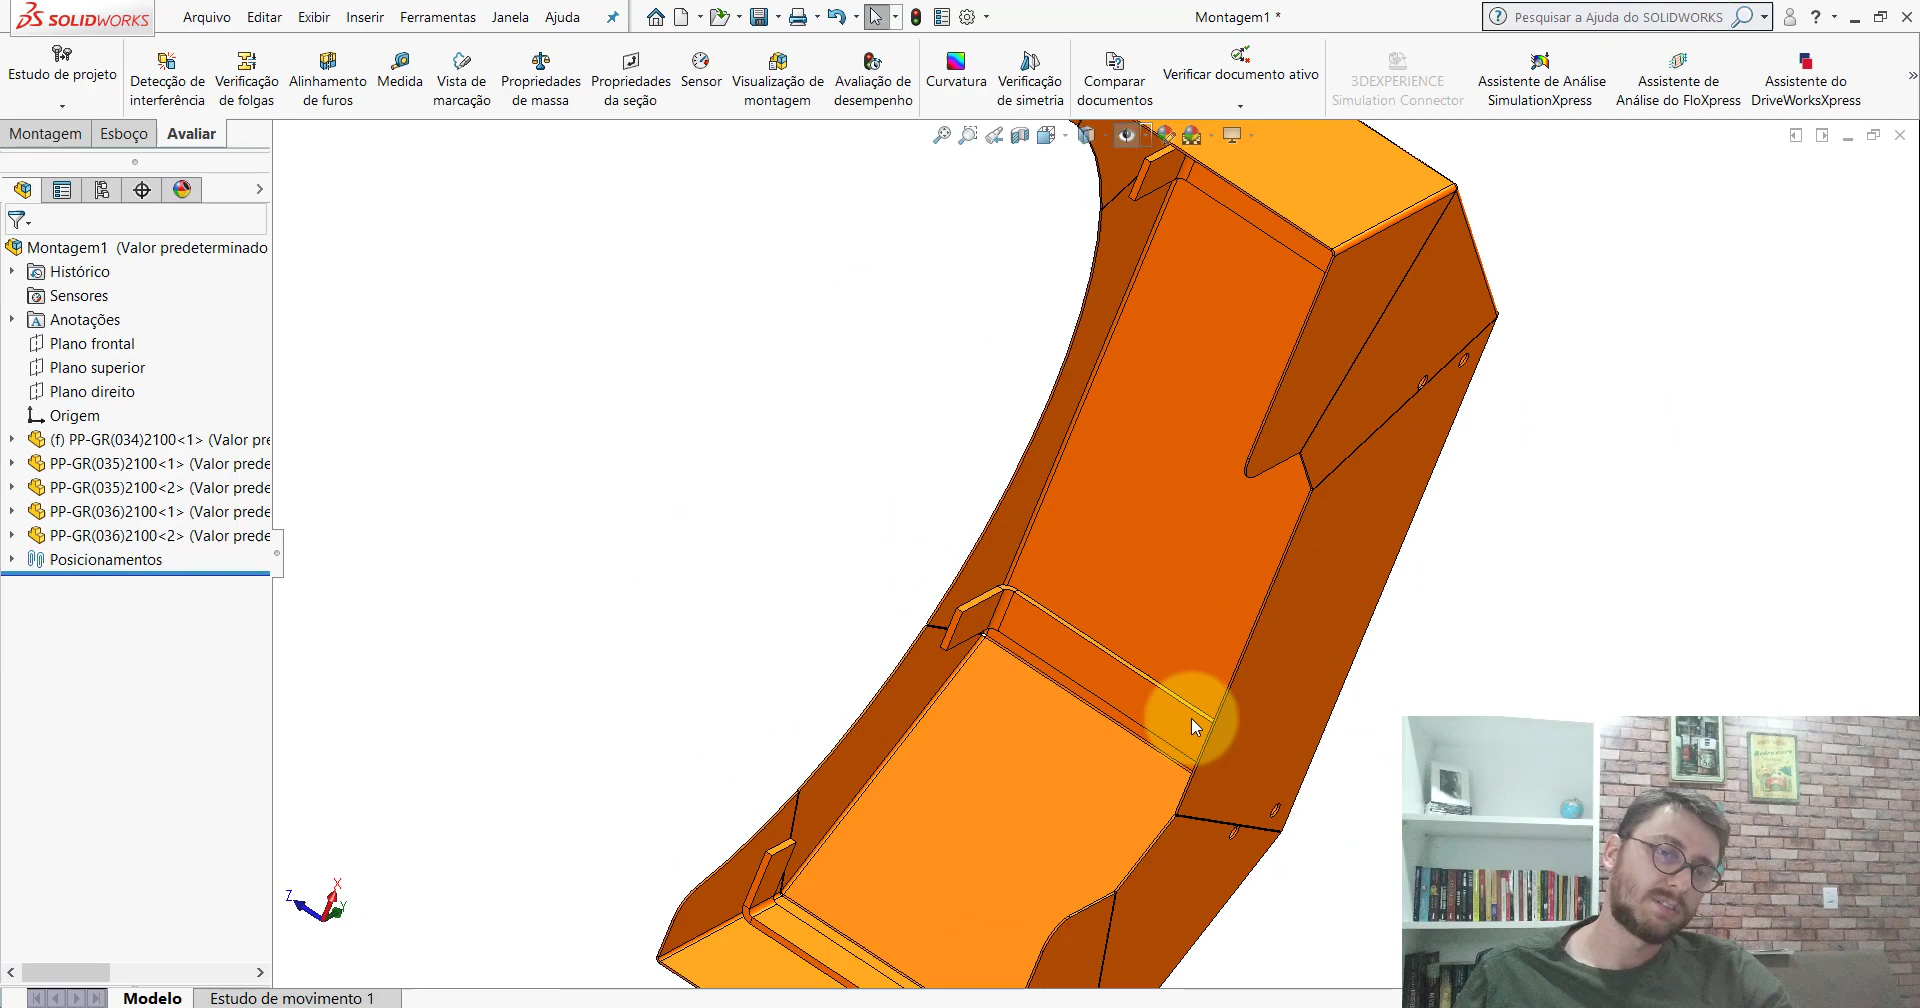 SOLIDWORKS
Arquivo Editar Exibir Inserir Ferramentas Janela Ajuda
Montagem1 *
Pesquisar a Ajuda do SOLIDWORKS
Estudo de projeto
Detecção de interferência
Verificação de folgas
Alinhamento de furos
Medida
Vista de marcação
Propriedades de massa
Propriedades da seção
Sensor
Visualização de montagem
Avaliação de desempenho
Curvatura
Verificação de simetria
Comparar documentos
Verificar documento ativo
3DEXPERIENCE Simulation Connector
Assistente de Análise SimulationXpress
Assistente de Análise do FloXpress
Assistente do DriveWorksXpress
Montagem Esboço Avaliar
Montagem1 (Valor predeterminado
Histórico
Sensores
Anotações
Plano frontal
Plano superior
Plano direito
Origem
(f) PP-GR(034)2100<1> (Valor pre
PP-GR(035)2100<1> (Valor prede
PP-GR(035)2100<2> (Valor prede
PP-GR(036)2100<1> (Valor prede
PP-GR(036)2100<2> (Valor prede
Posicionamentos
X
Z
Y
Modelo Estudo de movimento 1